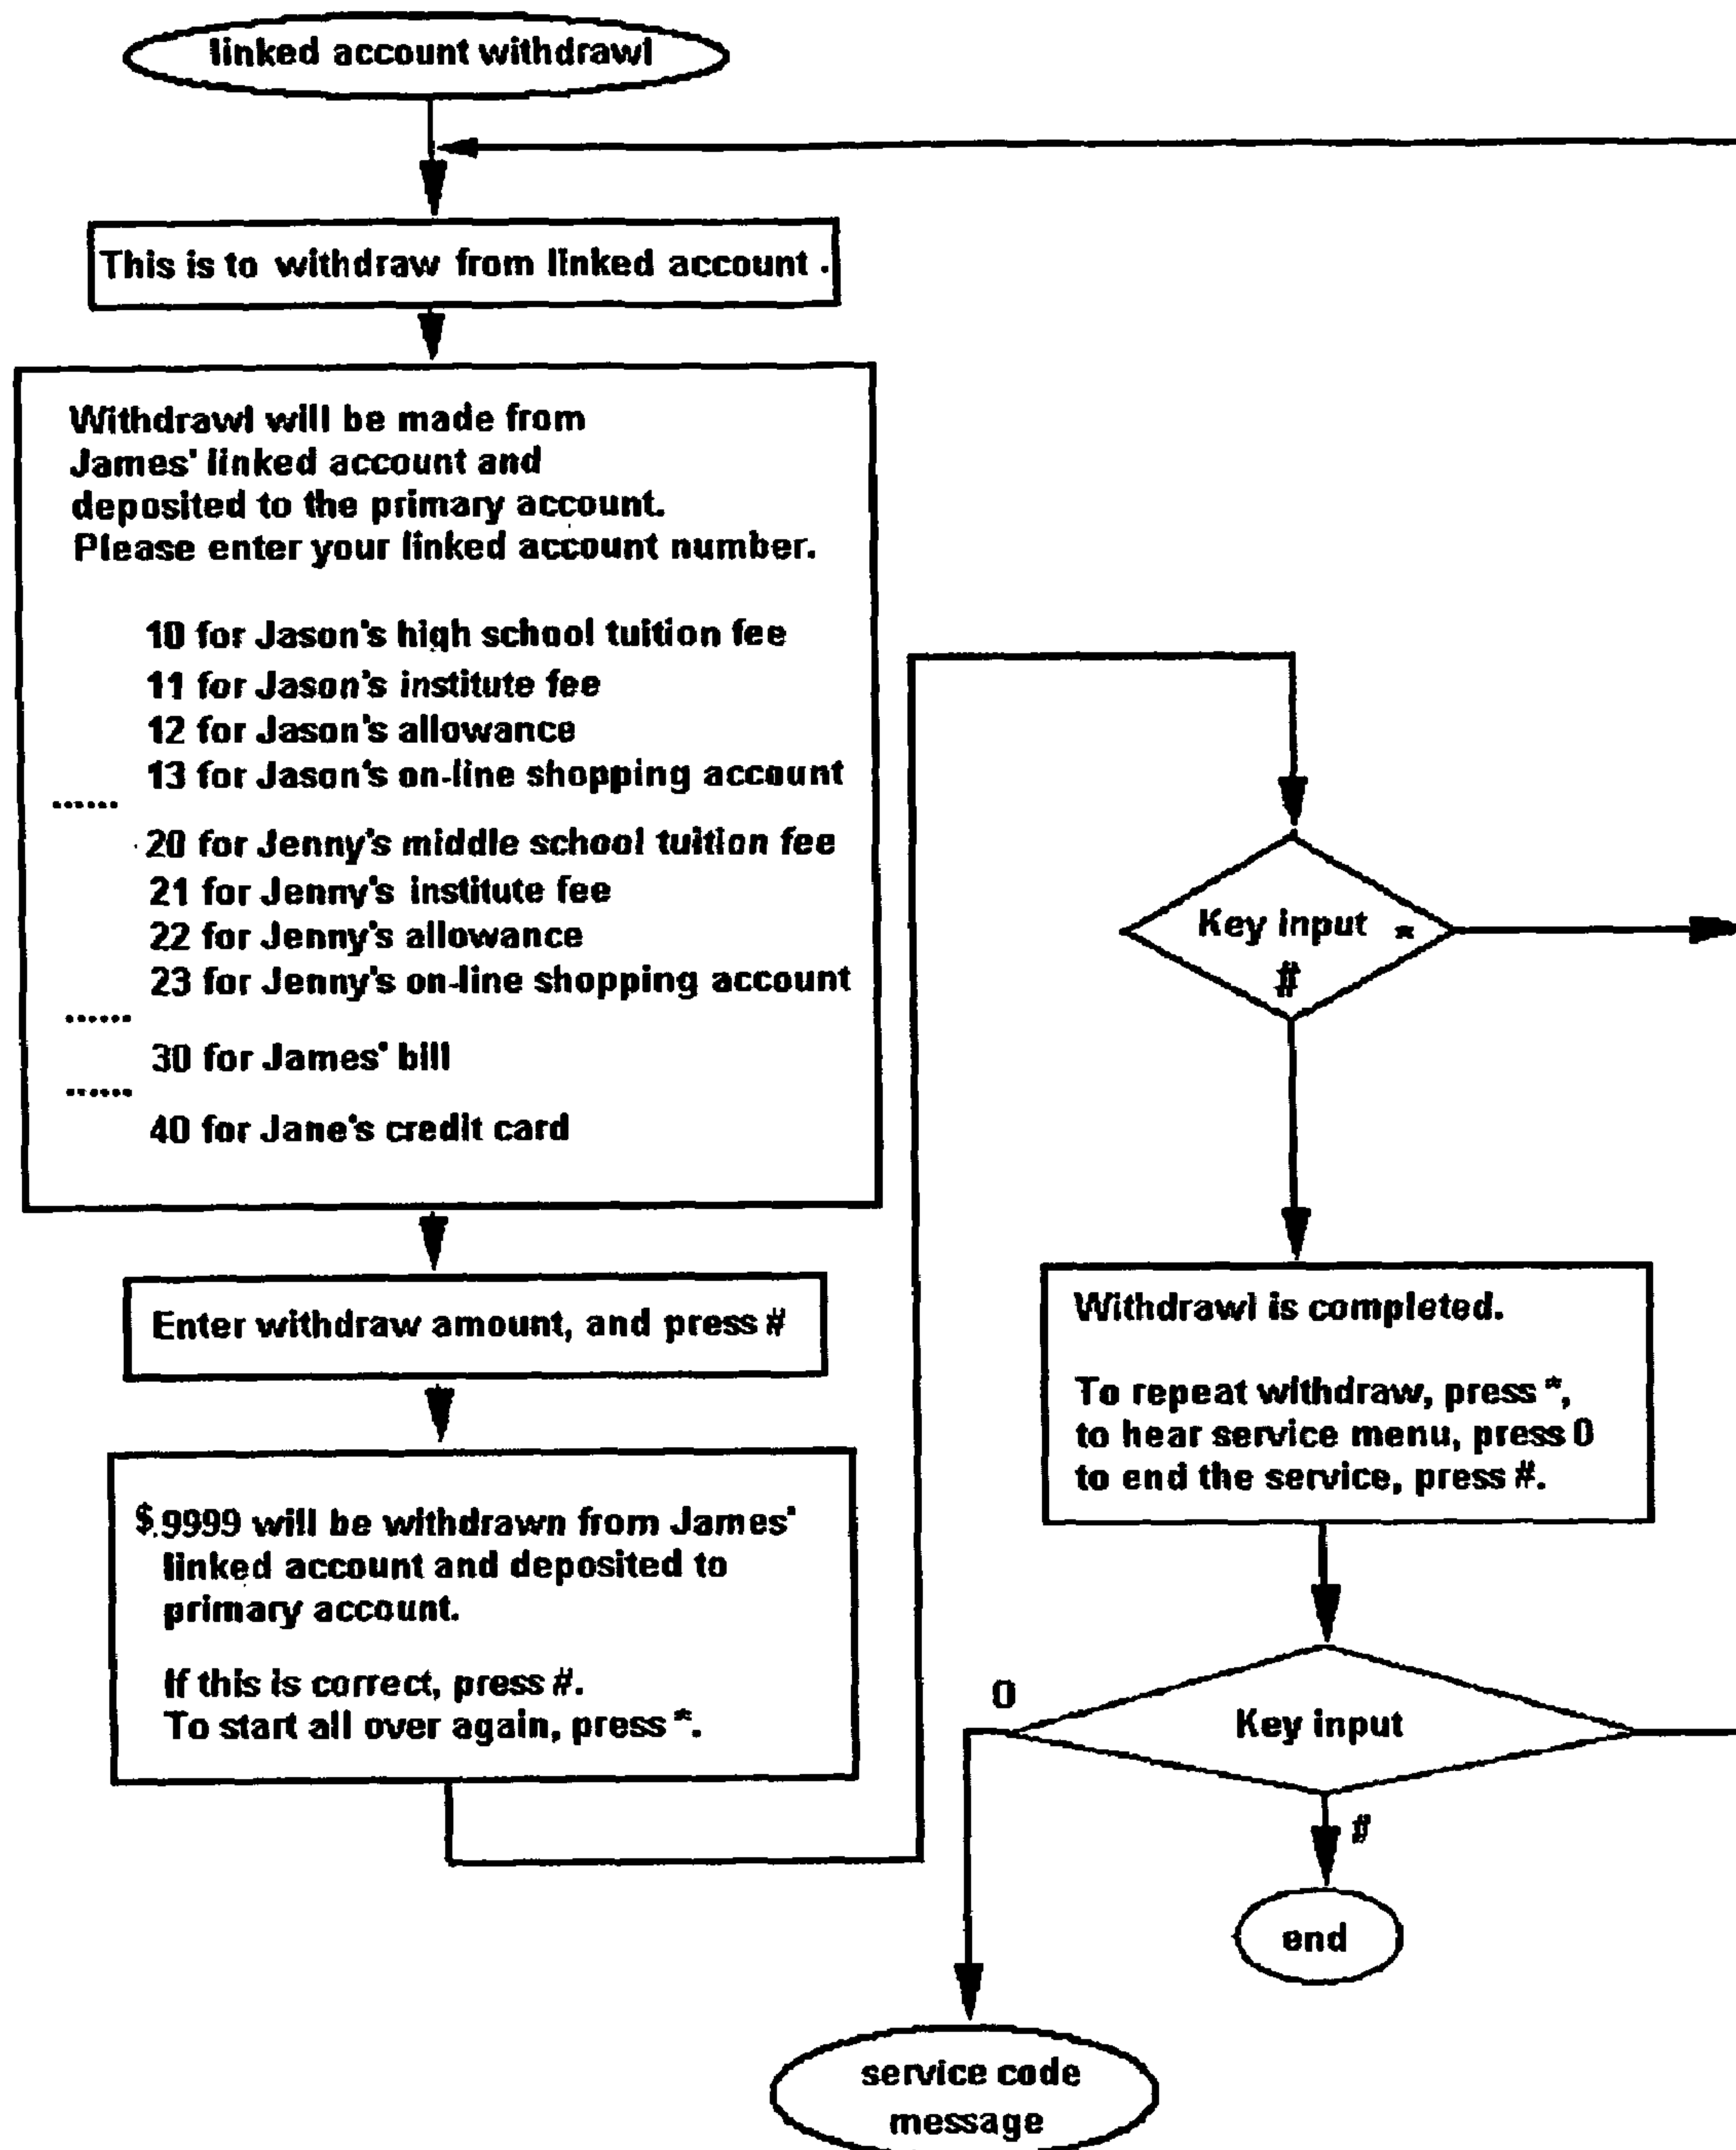 linked account withdrawl
This is to withdraw from linked account .
Withdrawl will be made from
James' linked account and
deposited to the primary account.
Please enter your linked account number.
10 for Jason's high school tuition fee
11 for Jason's institute fee
12 for Jason's allowance
13 for Jason's on-line shopping account
......
20 for Jenny's middle school tuition fee
21 for Jenny's institute fee
22 for Jenny's allowance
23 for Jenny's on-line shopping account
......
30 for James' bill
......
40 for Jane's credit card
Enter withdraw amount, and press #
$.9999 will be withdrawn from James'
linked account and deposited to
primary account.
If this is correct, press #.
To start all over again, press *.
Key input *
#
Withdrawl is completed.
To repeat withdraw, press *,
to hear service menu, press 0
to end the service, press #.
0
Key input
#
end
service code
message